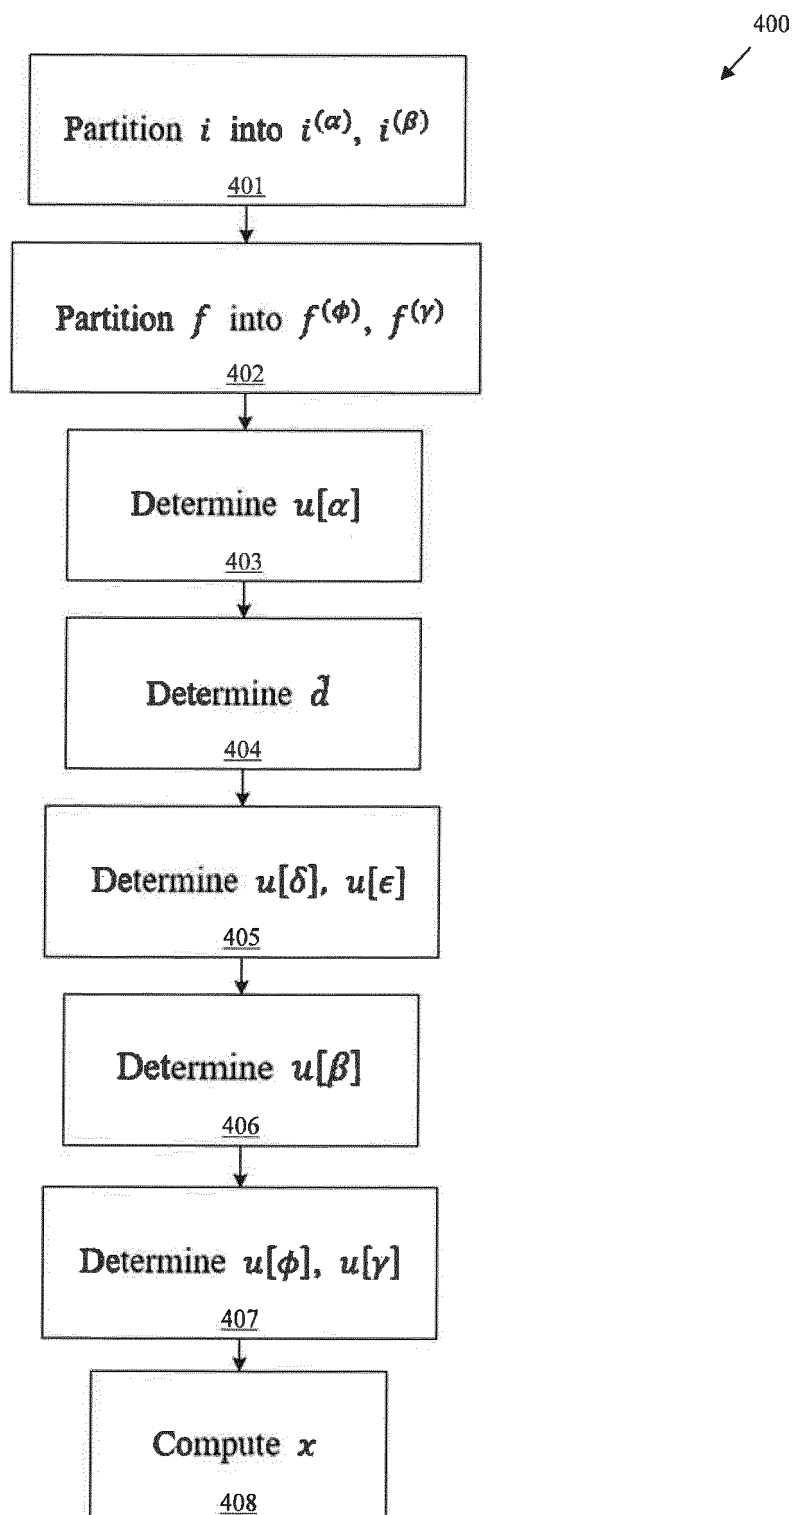 400
Partition i into i^(α), i^(β)
401
Partition f into f^(ϕ), f^(γ)
402
Determine u[α]
403
Determine d̃
404
Determine u[δ], u[ϵ]
405
Determine u[β]
406
Determine u[ϕ], u[γ]
407
Compute x
408